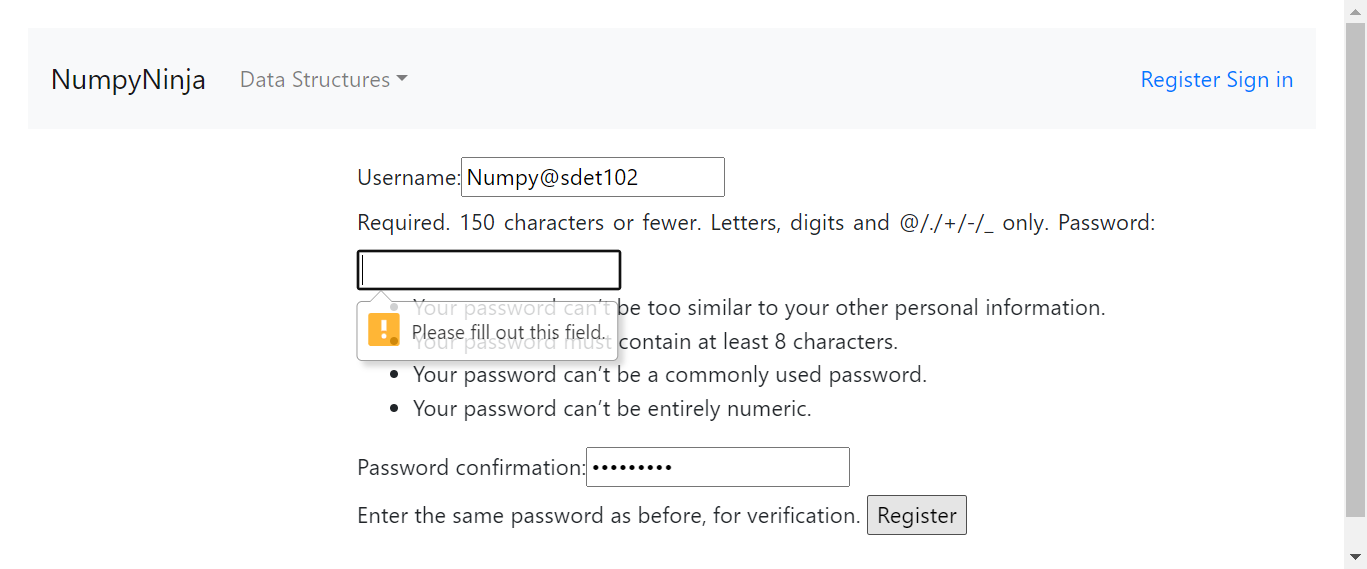 NumpyNinja Data Structures Register Sign in
Username: Numpy@sdet102
Required. 150 characters or fewer. Letters, digits and @/./+/-/_ only. Password:
Your password can't be too similar to your other personal information.
Please fill out this field.
Your password must contain at least 8 characters.
Your password can't be a commonly used password.
Your password can't be entirely numeric.
Password confirmation: •••••••••
Enter the same password as before, for verification. Register